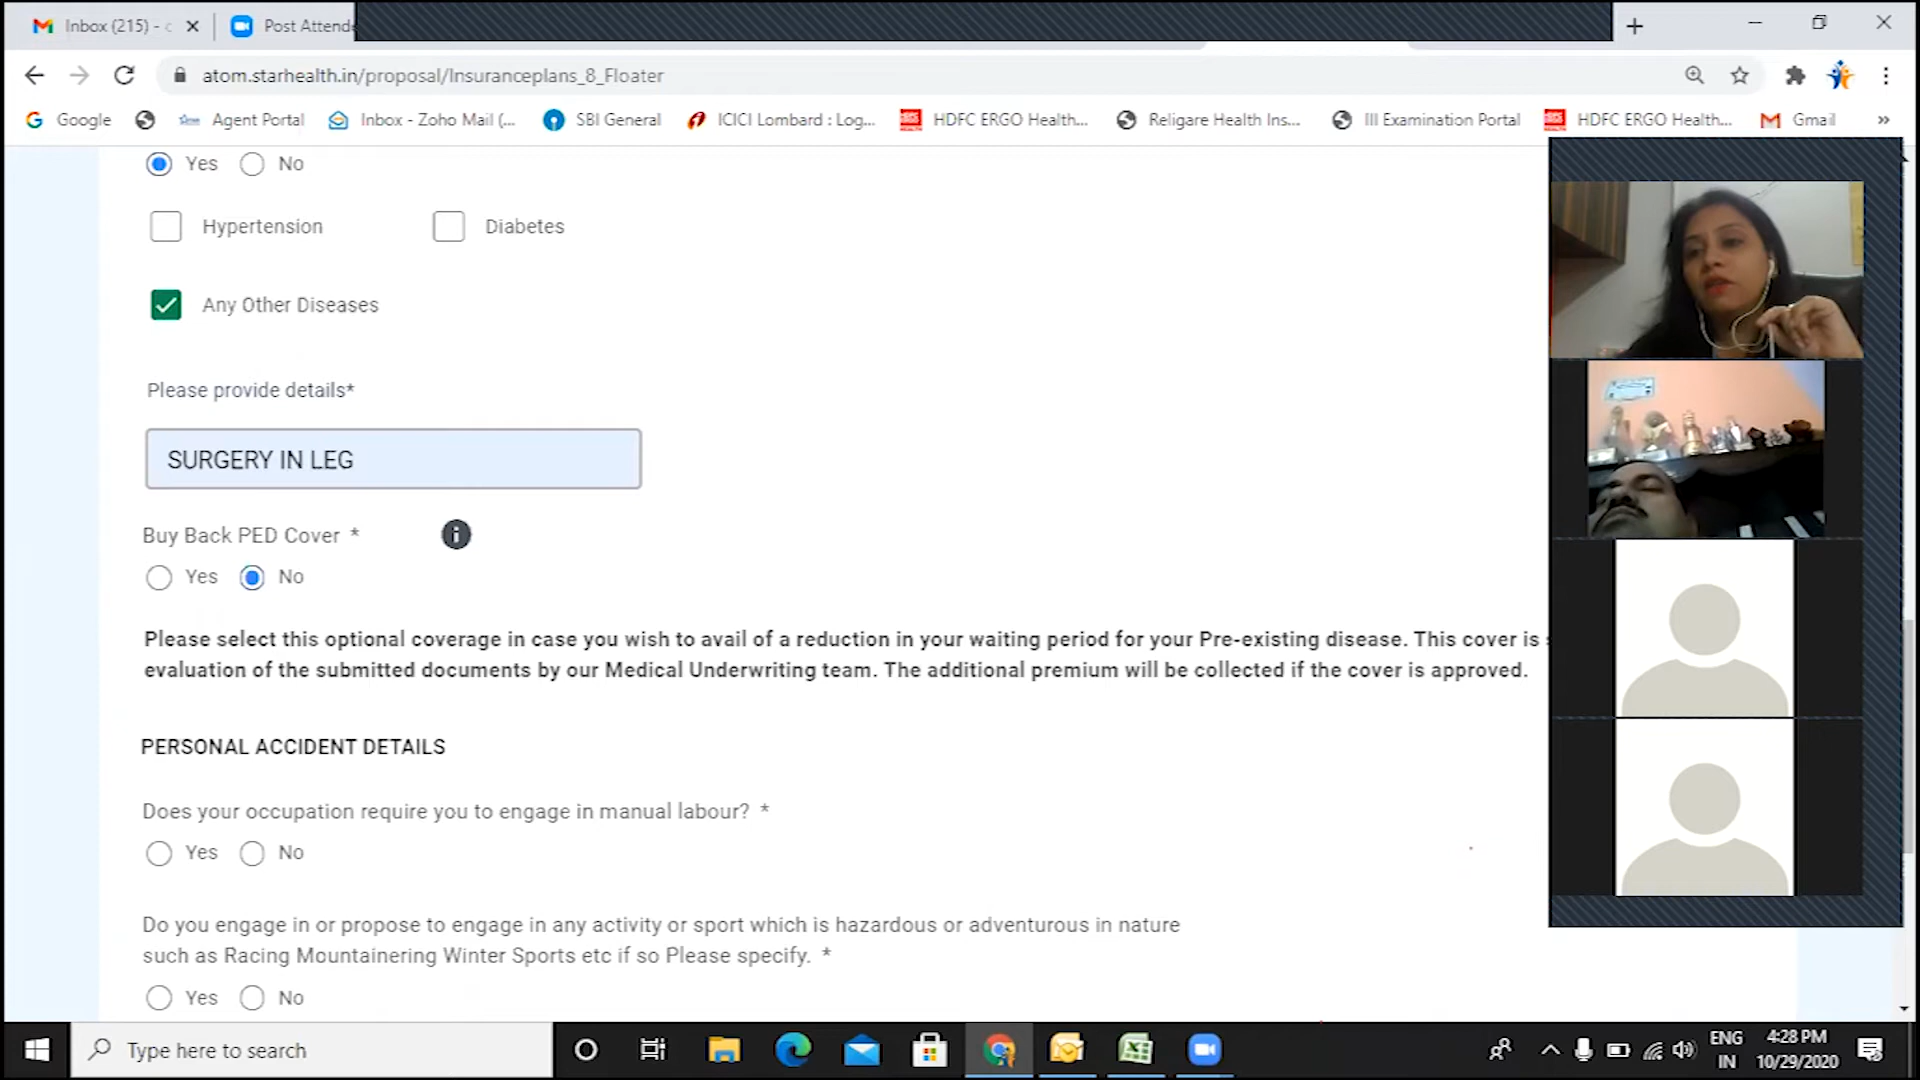 Inbox (215) - c
Post Attend
atom.starhealth.in/proposal/Insuranceplans_8_Floater
Google
Agent Portal
Inbox - Zoho Mail (...
SBI General
ICICI Lombard : Log...
HDFC ERGO Health...
Religare Health Ins...
III Examination Portal
HDFC ERGO Health...
Gmail
»
Yes No
Hypertension Diabetes
Any Other Diseases
Please provide details*
SURGERY IN LEG
Buy Back PED Cover *
Yes No
Please select this optional coverage in case you wish to avail of a reduction in your waiting period for your Pre-existing disease. This cover is
evaluation of the submitted documents by our Medical Underwriting team. The additional premium will be collected if the cover is approved.
PERSONAL ACCIDENT DETAILS
Does your occupation require you to engage in manual labour? *
Yes No
Do you engage in or propose to engage in any activity or sport which is hazardous or adventurous in nature
such as Racing Mountainering Winter Sports etc if so Please specify. *
Yes No
Type here to search
ENG
IN
4:28 PM
10/29/2020